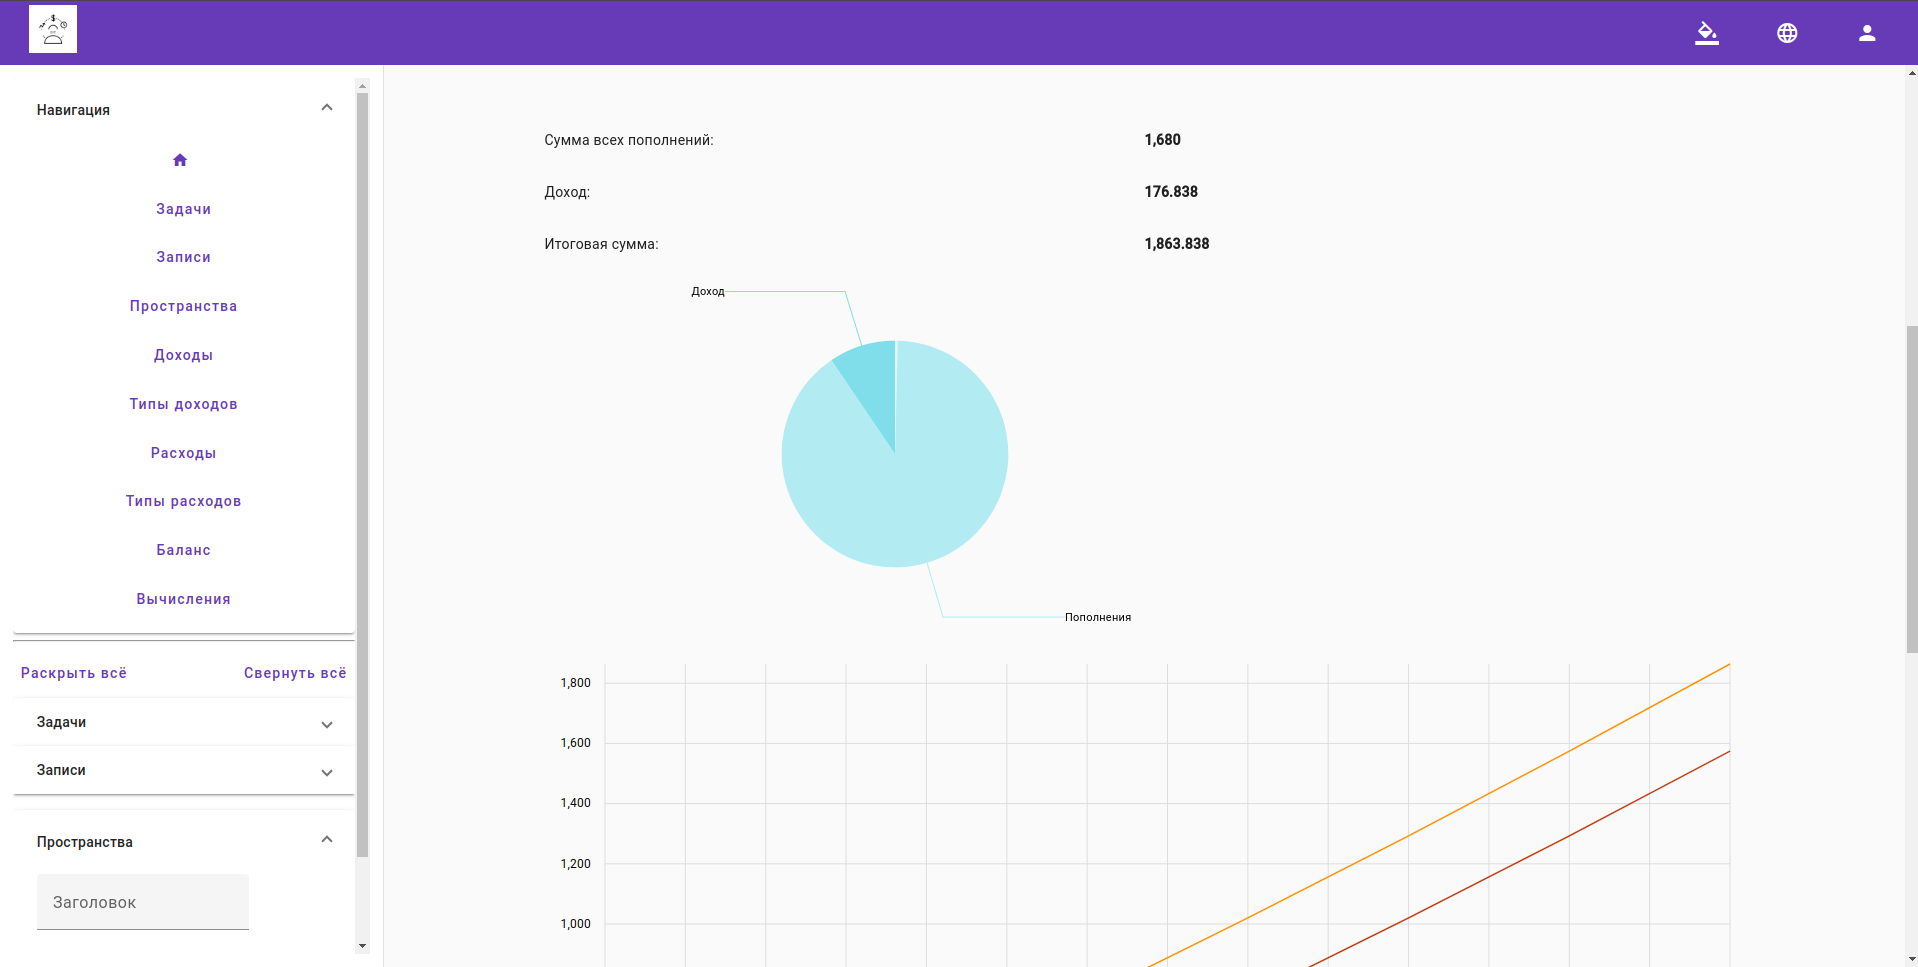 Навигация
Задачи
Записи
Пространства
Доходы
Типы доходов
Расходы
Типы расходов
Баланс
Вычисления
Раскрыть всё
Свернуть всё
Задачи
Записи
Пространства
Заголовок
Сумма всех пополнений: 1,680
Доход: 176.838
Итоговая сумма: 1,863.838
Доход
Пополнения
1,800
1,600
1,400
1,200
1,000